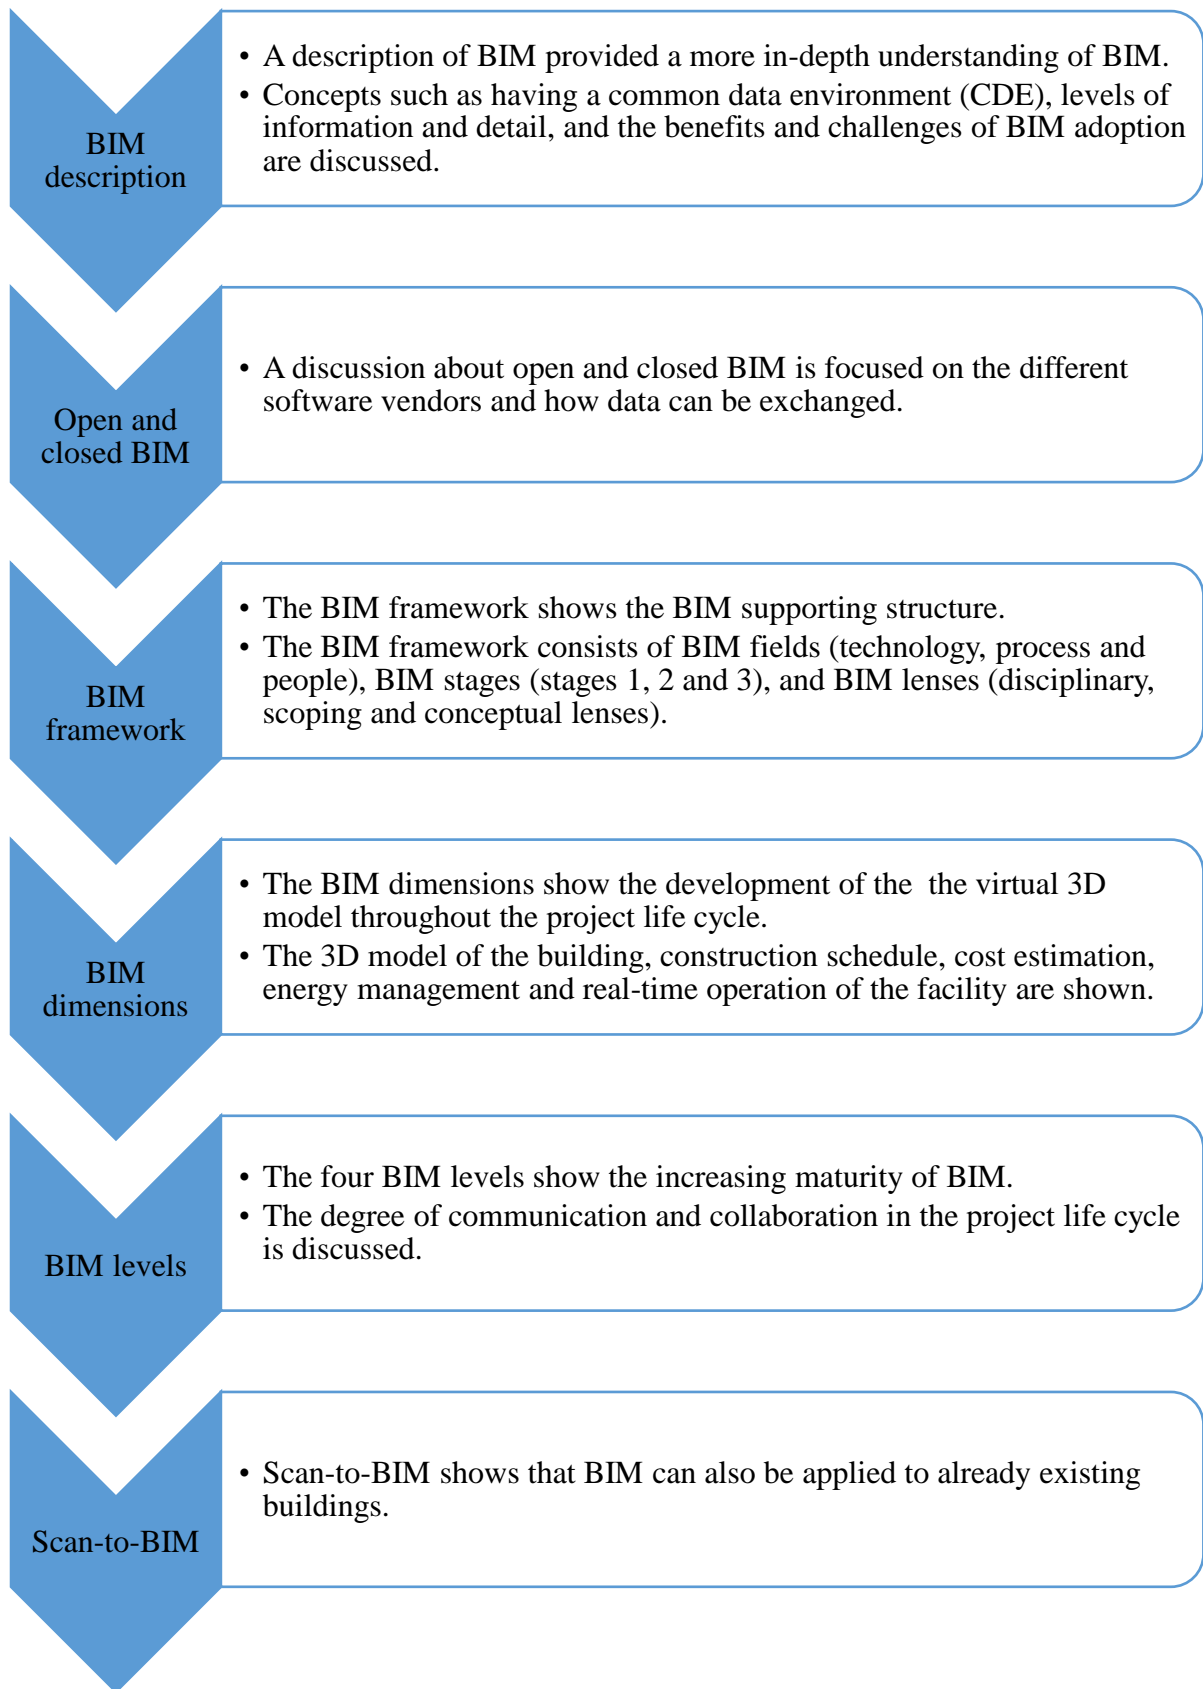 BIM
description
• A description of BIM provided a more in-depth understanding of BIM.
• Concepts such as having a common data environment (CDE), levels of
information and detail, and the benefits and challenges of BIM adoption
are discussed.
Open and
closed BIM
• A discussion about open and closed BIM is focused on the different
software vendors and how data can be exchanged.
BIM
framework
• The BIM framework shows the BIM supporting structure.
• The BIM framework consists of BIM fields (technology, process and
people), BIM stages (stages 1, 2 and 3), and BIM lenses (disciplinary,
scoping and conceptual lenses).
BIM
dimensions
• The BIM dimensions show the development of the  the virtual 3D
model throughout the project life cycle.
• The 3D model of the building, construction schedule, cost estimation,
energy management and real-time operation of the facility are shown.
BIM levels
• The four BIM levels show the increasing maturity of BIM.
• The degree of communication and collaboration in the project life cycle
is discussed.
Scan-to-BIM
• Scan-to-BIM shows that BIM can also be applied to already existing
buildings.